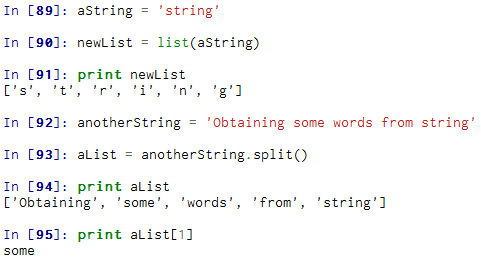 In [89]: aString = 'string'
In [90]: newList = list(aString)
In [91]: print newList
['s', 't', 'r', 'i', 'n', 'g']
In [92]: anotherString = 'Obtaining some words from string'
In [93]: aList = anotherString.split()
In [94]: print aList
['Obtaining', 'some', 'words', 'from', 'string']
In [95]: print aList[1]
some